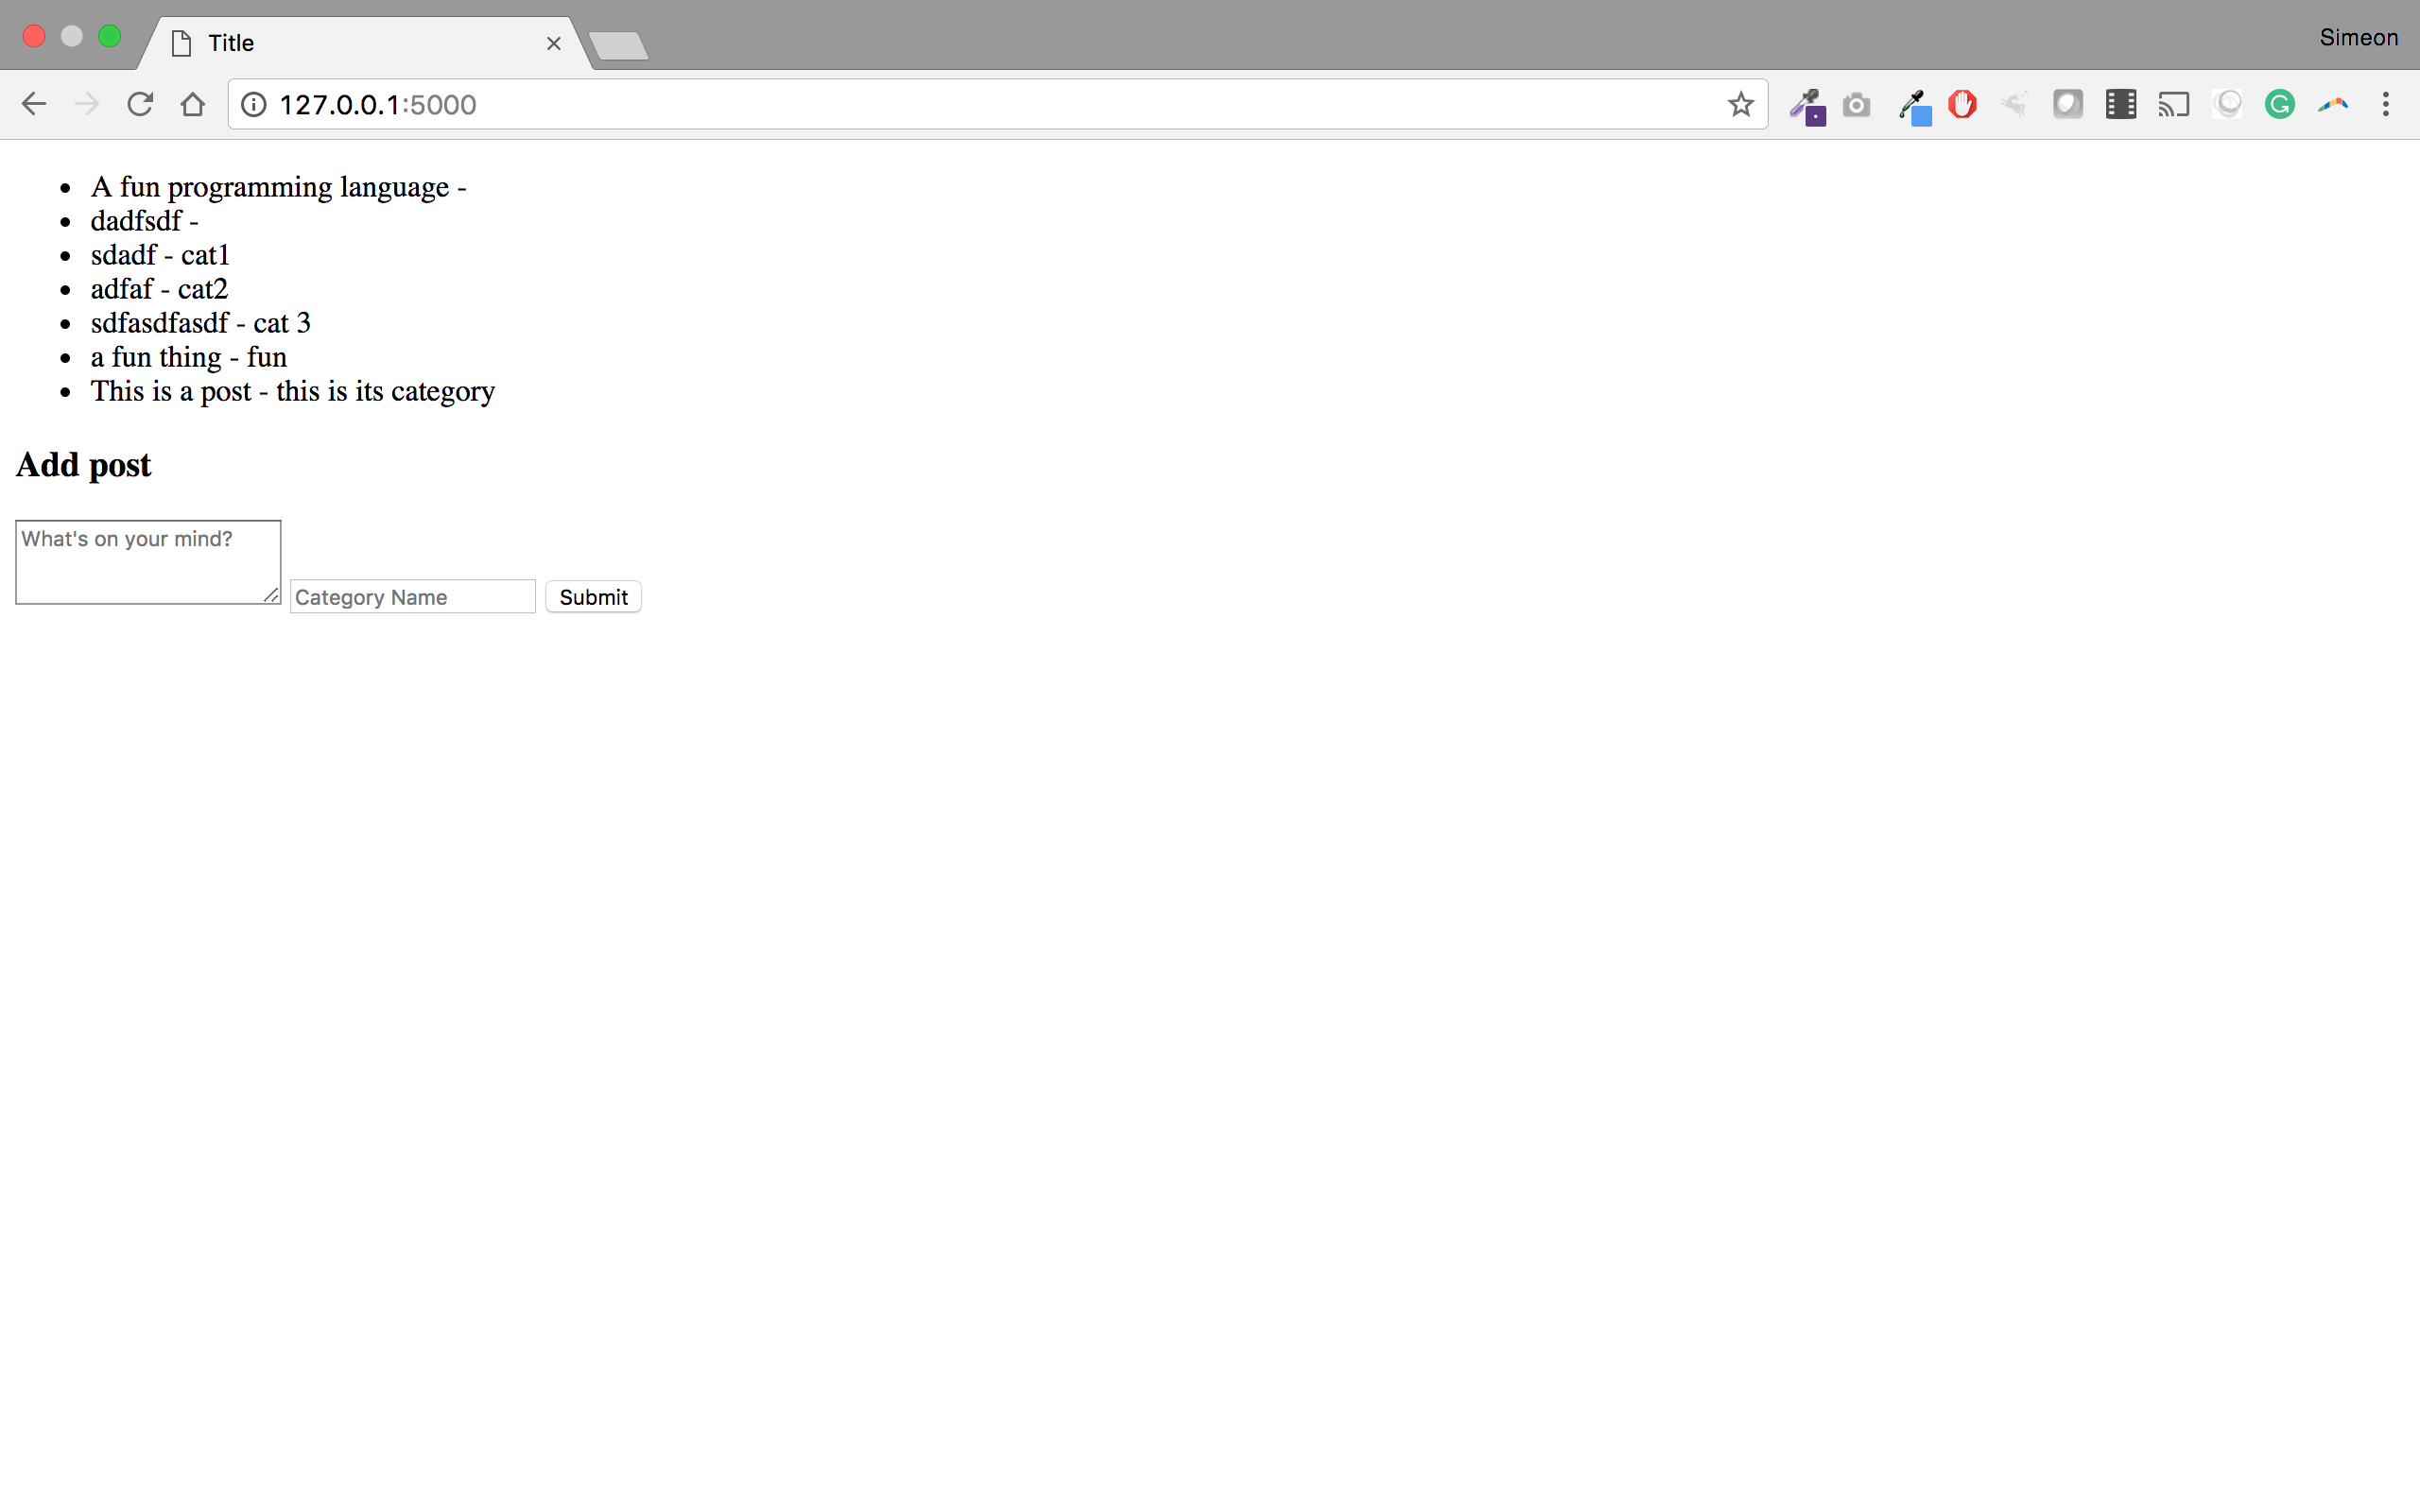 Title
Simeon
127.0.0.1:5000
A fun programming language -
dadfsdf -
sdadf - cat1
adfaf - cat2
sdfasdfasdf - cat 3
a fun thing - fun
This is a post - this is its category
Add post
What's on your mind?
Category Name Submit